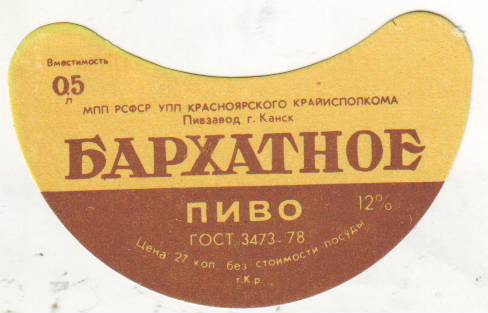 Вместимость
0,5
л
МПП РСФСР УПП КРАСНОЯРСКОГО КРАЙИСПОЛКОМА
Пивзавод г. Канск
БАРХАТНОЕ
ПИВО
12%
ГОСТ 3473-78
Цена 27 коп. без стоимости посуды
г.Кр.